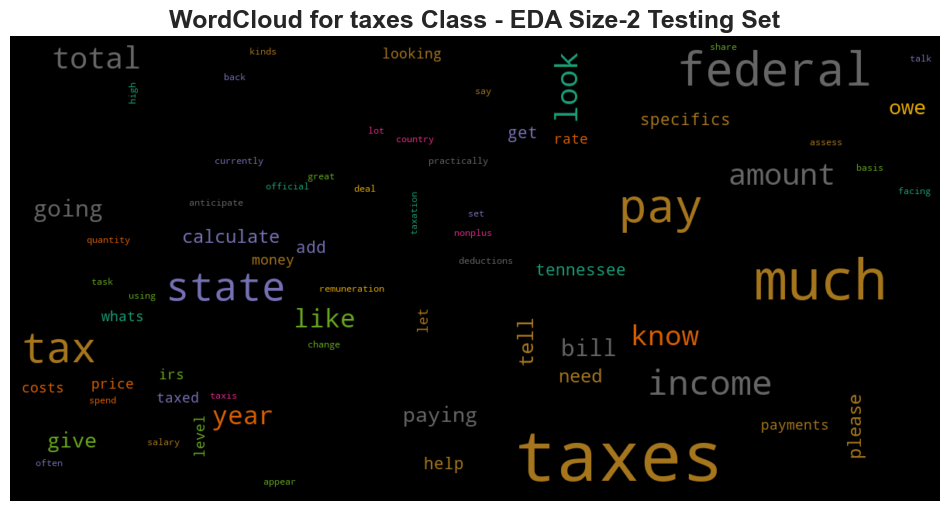 WordCloud for taxes Class - EDA Size-2 Testing Set
total
kinds
looking
look
share
federal
talk
back
high
say
owe
lot
country
get
rate
specifics
assess
currently
great
practically
amount
basis
official
deal
facing
going
anticipate
taxation
set
pay
quantity
calculate
add
nonplus
money
deductions
tennessee
much
task
using
state
remuneration
whats
like
let
change
tell
bill
know
tax
costs
price
irs
taxed
taxis
need
income
spend
year
paying
payments
please
give
salary
level
often
help
taxes
appear